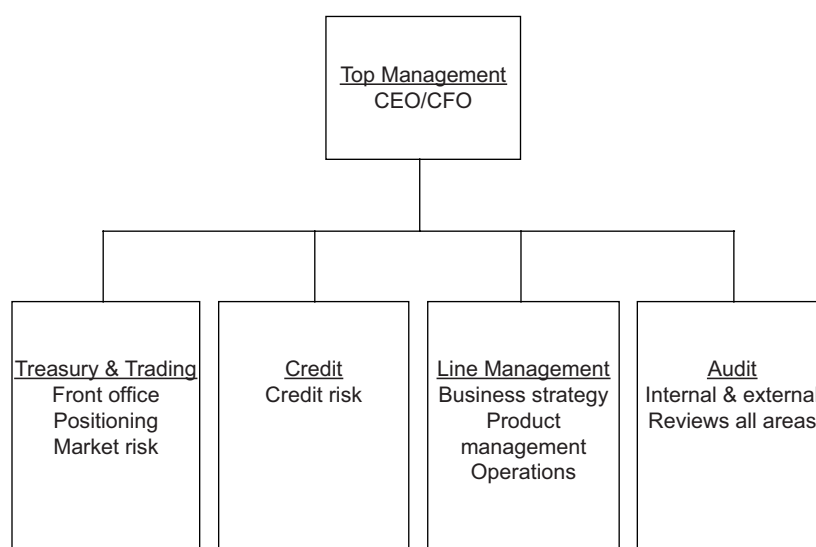 Top Management
CEO/CFO
Treasury & Trading
Front office
Positioning
Market risk
Credit
Credit risk
Line Management
Business strategy
Product
management
Operations
Audit
Internal & external
Reviews all areas